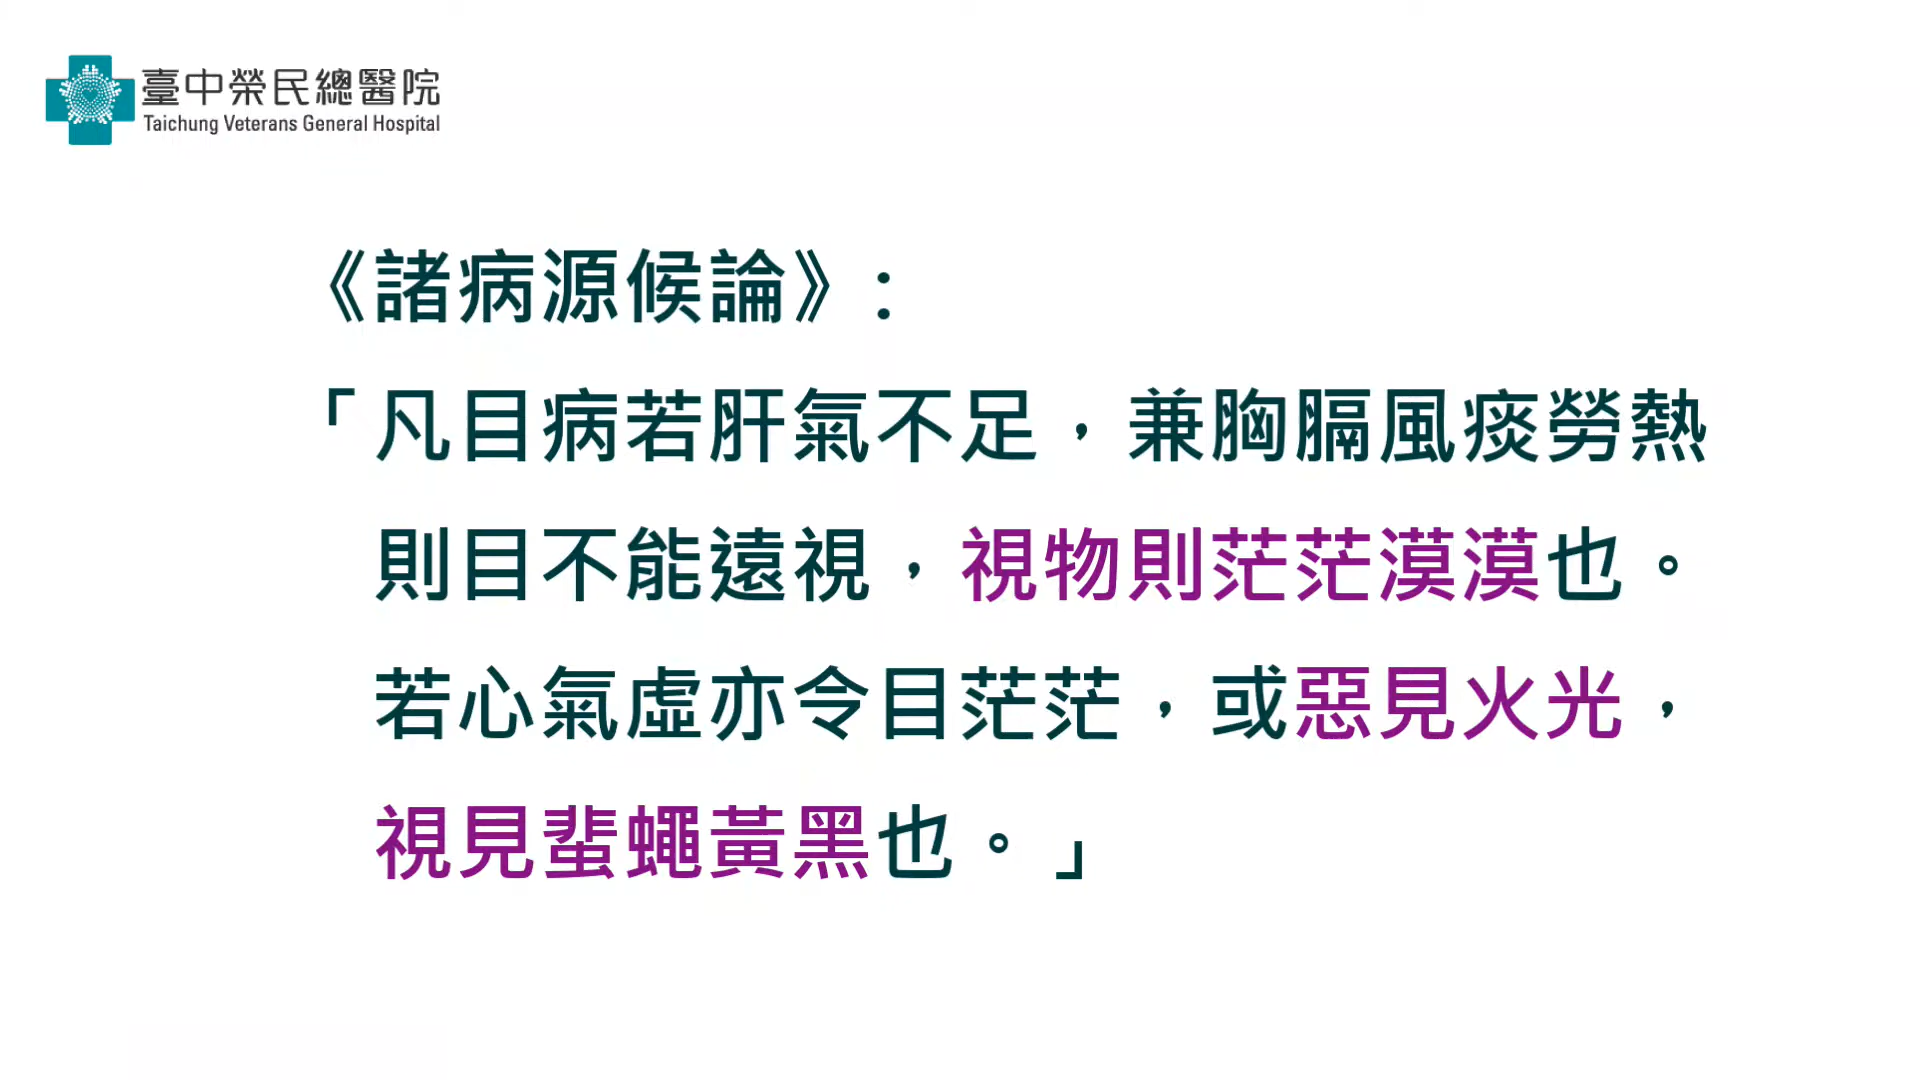 臺中榮民總醫院
Taichung Veterans General Hospital
《諸病源候論》:
「凡目病若肝氣不足，兼胸膈風痰勞熱
則目不能遠視，視物則茫茫漠漠也。
若心氣虛亦令目茫茫，或惡見火光，
視見蜚蠅黃黑也。」